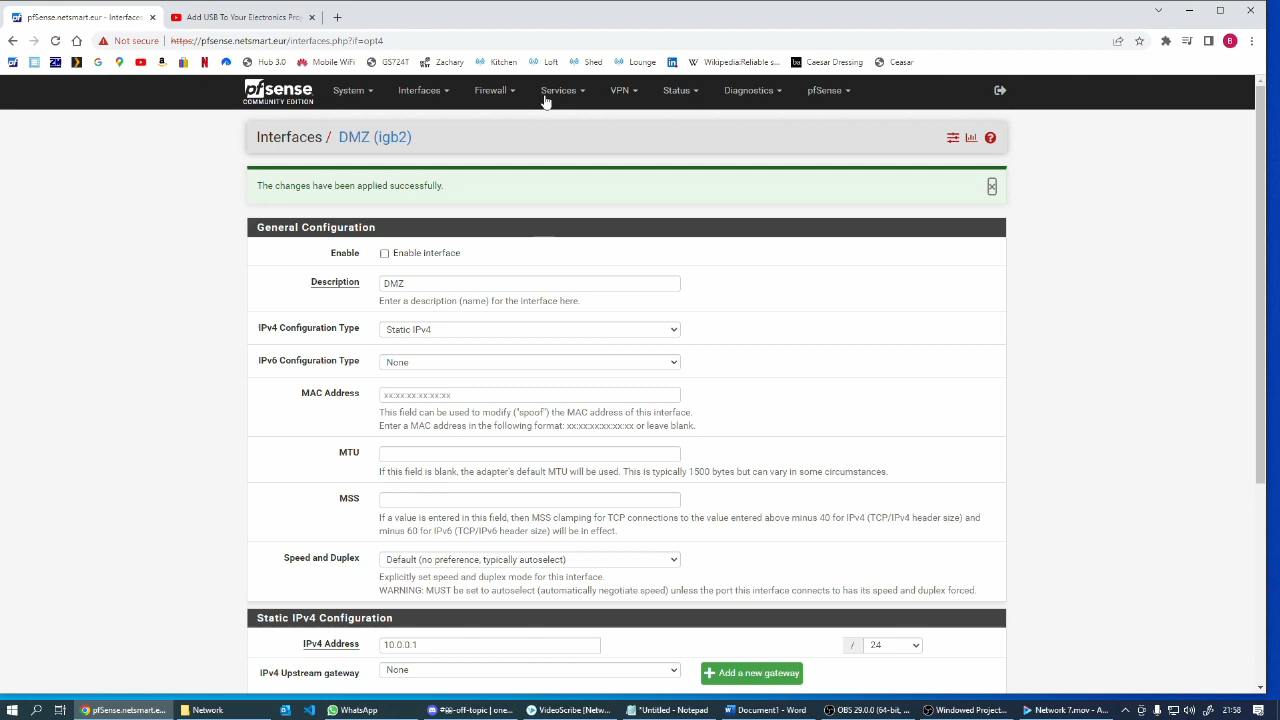 pfSense.netsmart.eur - Interfaces
Add USB To Your Electronics Proj
Not secure
https://pfsense.netsmart.eur/interfaces.php?if=opt4
B
Hub 3.0
Mobile WiFi
GS724T
Zachary
Kitchen
Loft
Shed
Lounge
Wikipedia:Reliable s...
Caesar Dressing
Ceasar
pfsense
COMMUNITY EDITION
System
Interfaces
Firewall
Services
VPN
Status
Diagnostics
pfSense
Interfaces / DMZ (igb2)
The changes have been applied successfully.
General Configuration
Enable
Enable interface
Description
DMZ
Enter a description (name) for the interface here.
IPv4 Configuration Type
Static IPv4
IPv6 Configuration Type
None
MAC Address
xx:xx:xx:xx:xx:xx
This field can be used to modify ("spoof") the MAC address of this interface.
Enter a MAC address in the following format: xx:xx:xx:xx:xx:xx or leave blank.
MTU
If this field is blank, the adapter's default MTU will be used. This is typically 1500 bytes but can vary in some circumstances.
MSS
If a value is entered in this field, then MSS clamping for TCP connections to the value entered above minus 40 for IPv4 (TCP/IPv4 header size) and
minus 60 for IPv6 (TCP/IPv6 header size) will be in effect.
Speed and Duplex
Default (no preference, typically autoselect)
Explicitly set speed and duplex mode for this interface.
WARNING: MUST be set to autoselect (automatically negotiate speed) unless the port this interface connects to has its speed and duplex forced.
Static IPv4 Configuration
IPv4 Address
10.0.0.1
/
24
IPv4 Upstream gateway
None
Add a new gateway
pfSense.netsmart.e...
Network
WhatsApp
-off-topic | one...
VideoScribe [Netw...
*Untitled - Notepad
Document1 - Word
OBS 29.0.0 (64-bit, ...
Windowed Project...
Network 7.mov - A...
21:58